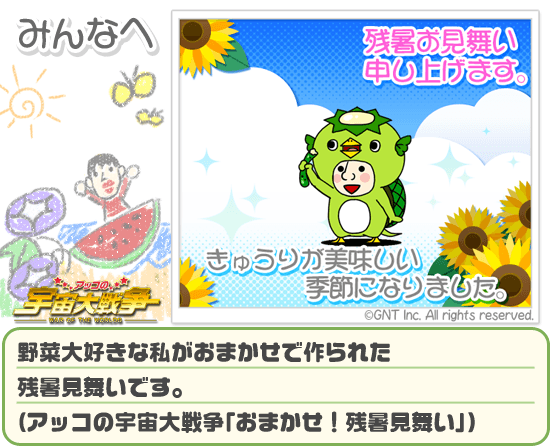 みんなへ
残暑お見舞い
申し上げます。
きゅうりが美味しい
季節になりました。
アッコの
宇宙大戦争
WAR OF THE WORLDS
©GNT Inc. All rights reserved.
野菜大好きな私がおまかせで作られた
残暑見舞いです。
(アッコの宇宙大戦争「おまかせ！残暑見舞い」)